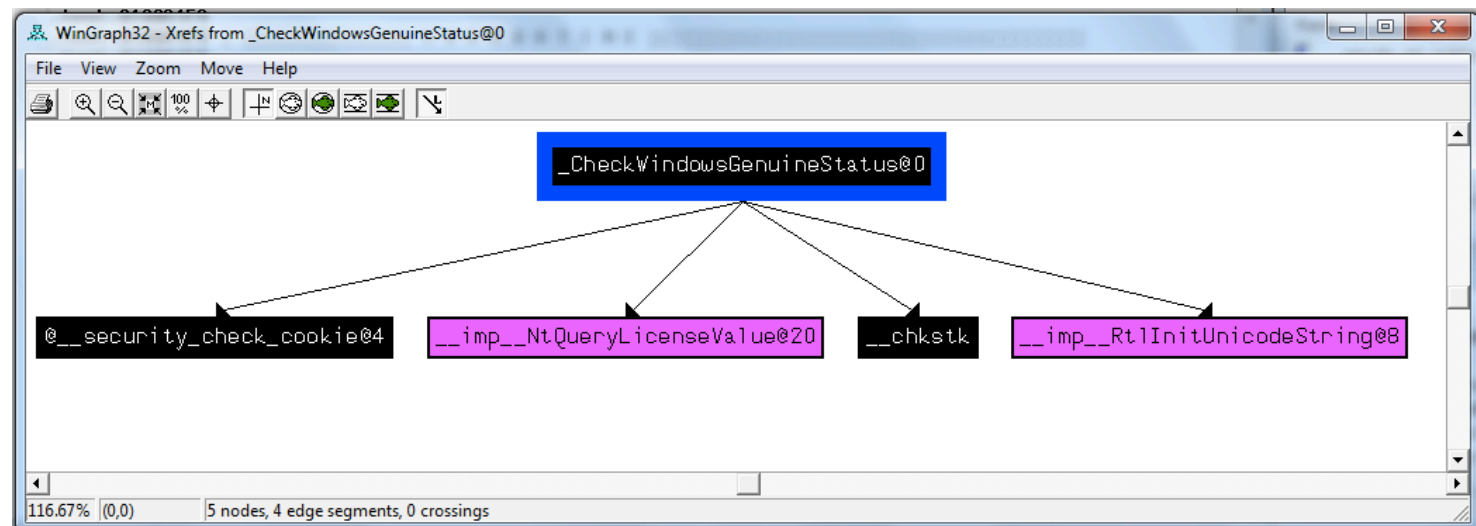 WinGraph32 - Xrefs from _CheckWindowsGenuineStatus@0
File View Zoom Move Help
100 %
_CheckWindowsGenuineStatus@0
@__security_check_cookie@4 __imp__NtQueryLicenseValue@20 __chkstk __imp__RtlInitUnicodeString@8
116.67% (0,0) 5 nodes, 4 edge segments, 0 crossings